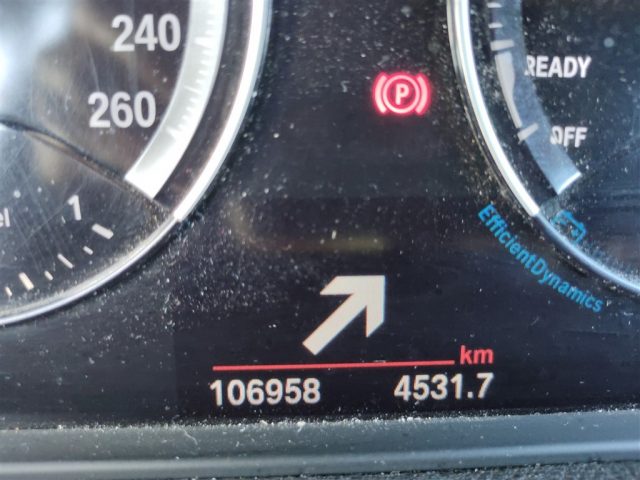 240
260
1
P
READY
OFF
EfficientDynamics
km
106958 4531.7